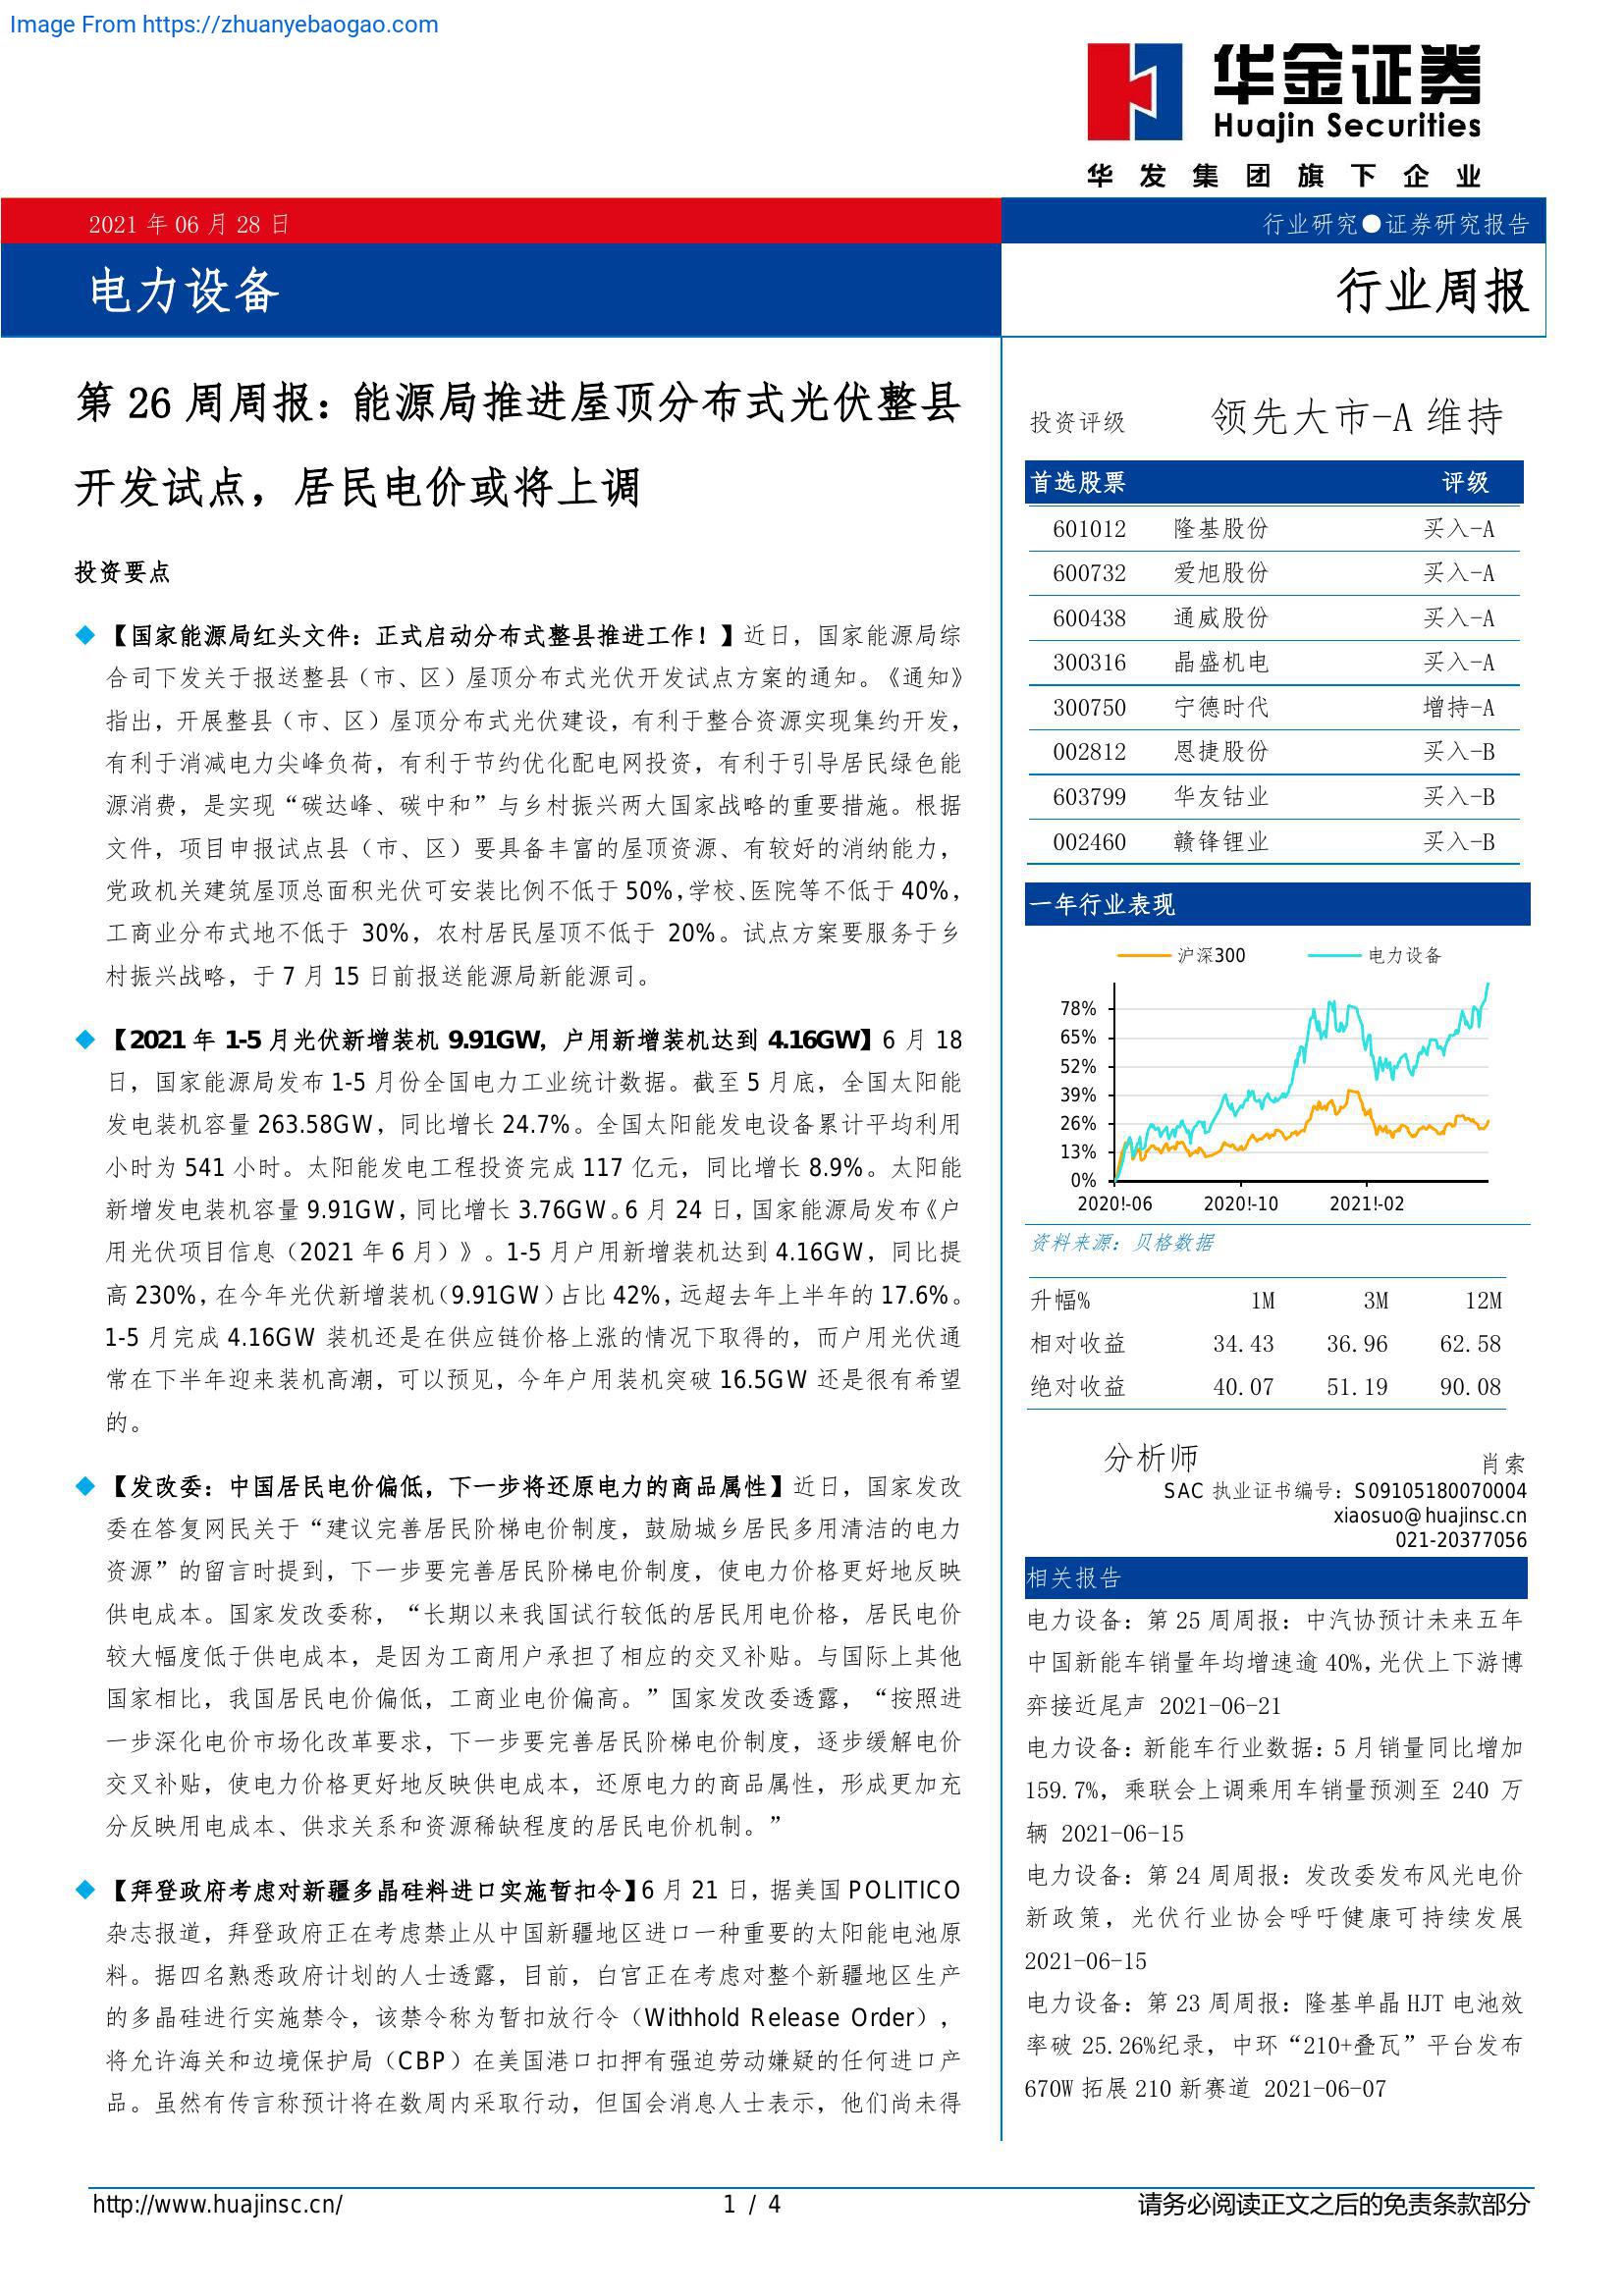 Image From https://zhuanyebaogao.com
华金证券
Huajin Securities
华发集团旗下企业
2021 年 06 月 28 日
行业研究●证券研究报告
电力设备
行业周报
第 26 周周报：能源局推进屋顶分布式光伏整县
开发试点，居民电价或将上调
投资要点
【国家能源局红头文件：正式启动分布式整县推进工作！】近日，国家能源局综
合司下发关于报送整县（市、区）屋顶分布式光伏开发试点方案的通知。《通知》
指出，开展整县（市、区）屋顶分布式光伏建设，有利于整合资源实现集约开发，
有利于消减电力尖峰负荷，有利于节约优化配电网投资，有利于引导居民绿色能
源消费，是实现“碳达峰、碳中和”与乡村振兴两大国家战略的重要措施。根据
文件，项目申报试点县（市、区）要具备丰富的屋顶资源、有较好的消纳能力，
党政机关建筑屋顶总面积光伏可安装比例不低于 50%，学校、医院等不低于 40%，
工商业分布式地不低于 30%，农村居民屋顶不低于 20%。试点方案要服务于乡
村振兴战略，于 7 月 15 日前报送能源局新能源司。
【2021 年 1-5 月光伏新增装机 9.91GW，户用新增装机达到 4.16GW】6 月 18
日，国家能源局发布 1-5 月份全国电力工业统计数据。截至 5 月底，全国太阳能
发电装机容量 263.58GW，同比增长 24.7%。全国太阳能发电设备累计平均利用
小时为 541 小时。太阳能发电工程投资完成 117 亿元，同比增长 8.9%。太阳能
新增发电装机容量 9.91GW，同比增长 3.76GW。6 月 24 日，国家能源局发布《户
用光伏项目信息（2021 年 6 月）》。1-5 月户用新增装机达到 4.16GW，同比提
高 230%，在今年光伏新增装机（9.91GW）占比 42%，远超去年上半年的 17.6%。
1-5 月完成 4.16GW 装机还是在供应链价格上涨的情况下取得的，而户用光伏通
常在下半年迎来装机高潮，可以预见，今年户用装机突破 16.5GW 还是很有希望
的。
【发改委：中国居民电价偏低，下一步将还原电力的商品属性】近日，国家发改
委在答复网民关于“建议完善居民阶梯电价制度，鼓励城乡居民多用清洁的电力
资源”的留言时提到，下一步要完善居民阶梯电价制度，使电力价格更好地反映
供电成本。国家发改委称，“长期以来我国试行较低的居民用电价格，居民电价
较大幅度低于供电成本，是因为工商用户承担了相应的交叉补贴。与国际上其他
国家相比，我国居民电价偏低，工商业电价偏高。”国家发改委透露，“按照进
一步深化电价市场化改革要求，下一步要完善居民阶梯电价制度，逐步缓解电价
交叉补贴，使电力价格更好地反映供电成本，还原电力的商品属性，形成更加充
分反映用电成本、供求关系和资源稀缺程度的居民电价机制。”
【拜登政府考虑对新疆多晶硅料进口实施暂扣令】6 月 21 日，据美国 POLITICO
杂志报道，拜登政府正在考虑禁止从中国新疆地区进口一种重要的太阳能电池原
料。据四名熟悉政府计划的人士透露，目前，白宫正在考虑对整个新疆地区生产
的多晶硅进行实施禁令，该禁令称为暂扣放行令（Withhold Release Order），
将允许海关和边境保护局（CBP）在美国港口扣押有强迫劳动嫌疑的任何进口产
品。虽然有传言称预计将在数周内采取行动，但国会消息人士表示，他们尚未得
投资评级 领先大市-A 维持
首选股票 评级
601012 隆基股份 买入-A
600732 爱旭股份 买入-A
600438 通威股份 买入-A
300316 晶盛机电 买入-A
300750 宁德时代 增持-A
002812 恩捷股份 买入-B
603799 华友钴业 买入-B
002460 赣锋锂业 买入-B
一年行业表现
沪深300 电力设备
78%
65%
52%
39%
26%
13%
0%
2020!-06 2020!-10 2021!-02
资料来源：贝格数据
升幅% 1M 3M 12M
相对收益 34.43 36.96 62.58
绝对收益 40.07 51.19 90.08
分析师 肖索
SAC 执业证书编号：S09105180070004
xiaosuo@huajinsc.cn
021-20377056
相关报告
电力设备：第 25 周周报：中汽协预计未来五年
中国新能车销量年均增速逾 40%，光伏上下游博
弈接近尾声 2021-06-21
电力设备：新能车行业数据：5 月销量同比增加
159.7%，乘联会上调乘用车销量预测至 240 万
辆 2021-06-15
电力设备：第 24 周周报：发改委发布风光电价
新政策，光伏行业协会呼吁健康可持续发展
2021-06-15
电力设备：第 23 周周报：隆基单晶 HJT 电池效
率破 25.26%纪录，中环“210+叠瓦”平台发布
670W 拓展 210 新赛道 2021-06-07
http://www.huajinsc.cn/ 1 / 4 请务必阅读正文之后的免责条款部分